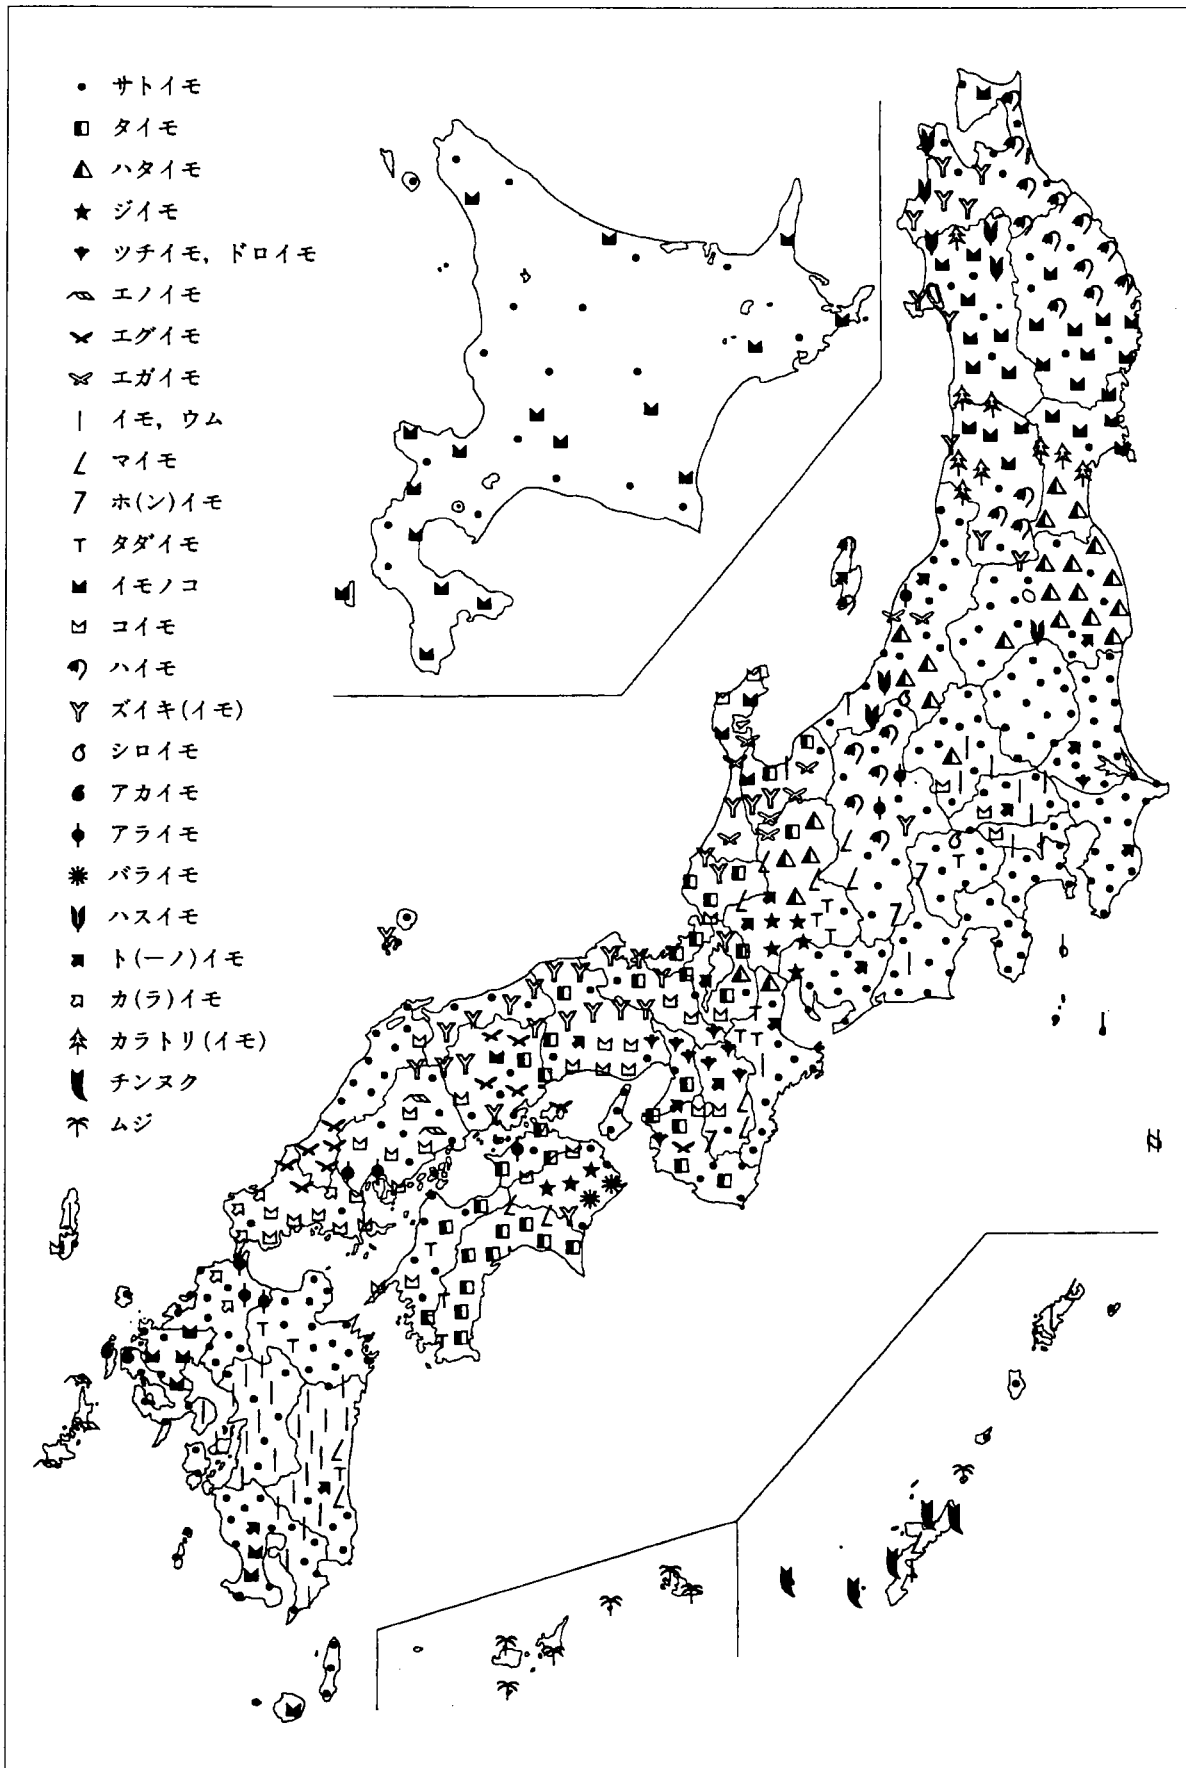 サトイモ
タイモ
ハタイモ
ジイモ
ツチイモ, ドロイモ
エノイモ
エグイモ
エガイモ
イモ, ウム
マイモ
ホ(ン)イモ
タダイモ
イモノコ
コイモ
ハイモ
ズイキ(イモ)
シロイモ
アカイモ
アライモ
バライモ
ハスイモ
ト(ーノ)イモ
カ(ラ)イモ
カラトリ(イモ)
チンヌク
ムジ